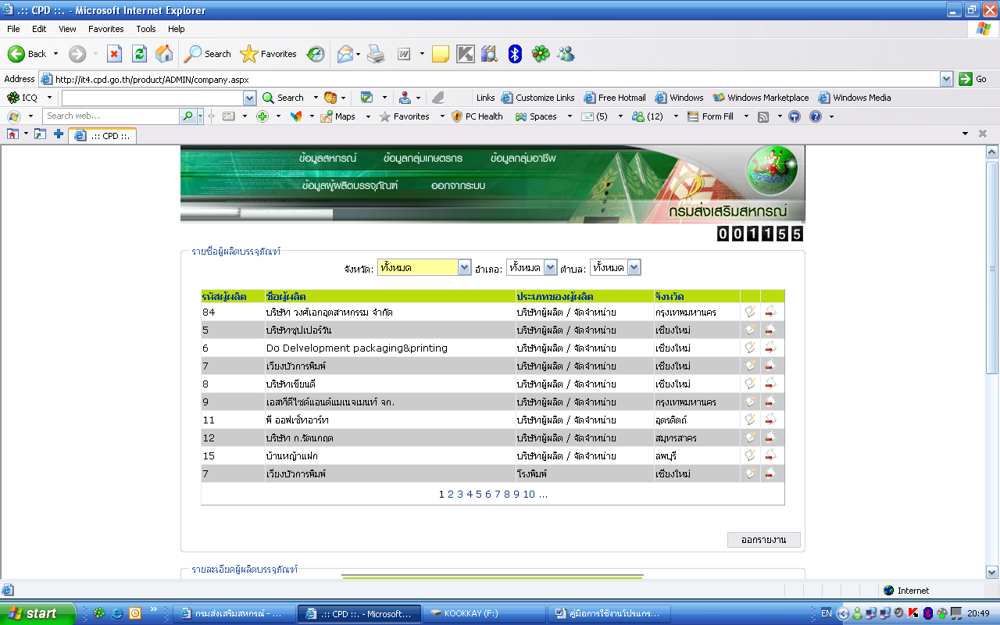 .:: CPD ::. - Microsoft Internet Explorer
File Edit View Favorites Tools Help
Back Search Favorites
Address http://it4.cpd.go.th/product/ADMIN/company.aspx Go
ICQ Search Links Customize Links Free Hotmail Windows Windows Marketplace Windows Media
Search web... Maps Favorites PC Health Spaces (5) (12) Form Fill
.:: CPD ::.
ข้อมูลสหกรณ์ ข้อมูลกลุ่มเกษตรกร ข้อมูลกลุ่มอาชีพ
ข้อมูลผู้ผลิตบรรจุภัณฑ์ ออกจากระบบ
กรมส่งเสริมสหกรณ์
001155
รายชื่อผู้ผลิตบรรจุภัณฑ์
จังหวัด: ทั้งหมด อำเภอ: ทั้งหมด ตำบล: ทั้งหมด
รหัสผู้ผลิต ชื่อผู้ผลิต ประเภทของผู้ผลิต จังหวัด
84 บริษัท วงศ์เอกอุตสาหกรรม จำกัด บริษัทผู้ผลิต / จัดจำหน่าย กรุงเทพมหานคร
5 บริษัทซุปเปอร์วัน บริษัทผู้ผลิต / จัดจำหน่าย เชียงใหม่
6 Do Delvelopment packaging&printing บริษัทผู้ผลิต / จัดจำหน่าย เชียงใหม่
7 เวียงบัวการพิมพ์ บริษัทผู้ผลิต / จัดจำหน่าย เชียงใหม่
8 บริษัทเขียนดี บริษัทผู้ผลิต / จัดจำหน่าย เชียงใหม่
9 เอสทีดีไซด์แอนด์แมเนจเมนท์ จก. บริษัทผู้ผลิต / จัดจำหน่าย กรุงเทพมหานคร
11 พี ออฟเซ็ทอาร์ท บริษัทผู้ผลิต / จัดจำหน่าย อุตรดิตถ์
12 บริษัท ก.รัตนกฤต บริษัทผู้ผลิต / จัดจำหน่าย สมุทรสาคร
15 บ้านหญ้าแฝก บริษัทผู้ผลิต / จัดจำหน่าย ลพบุรี
7 เวียงบัวการพิมพ์ โรงพิมพ์ เชียงใหม่
1 2 3 4 5 6 7 8 9 10 ...
ออกรายงาน
รายละเอียดผู้ผลิตบรรจุภัณฑ์
Internet
start กรมส่งเสริมสหกรณ์ - ... .:: CPD ::. - Microsoft... KOOKKAY (F:) คู่มือการใช้งานโปรแกร... EN 20:49